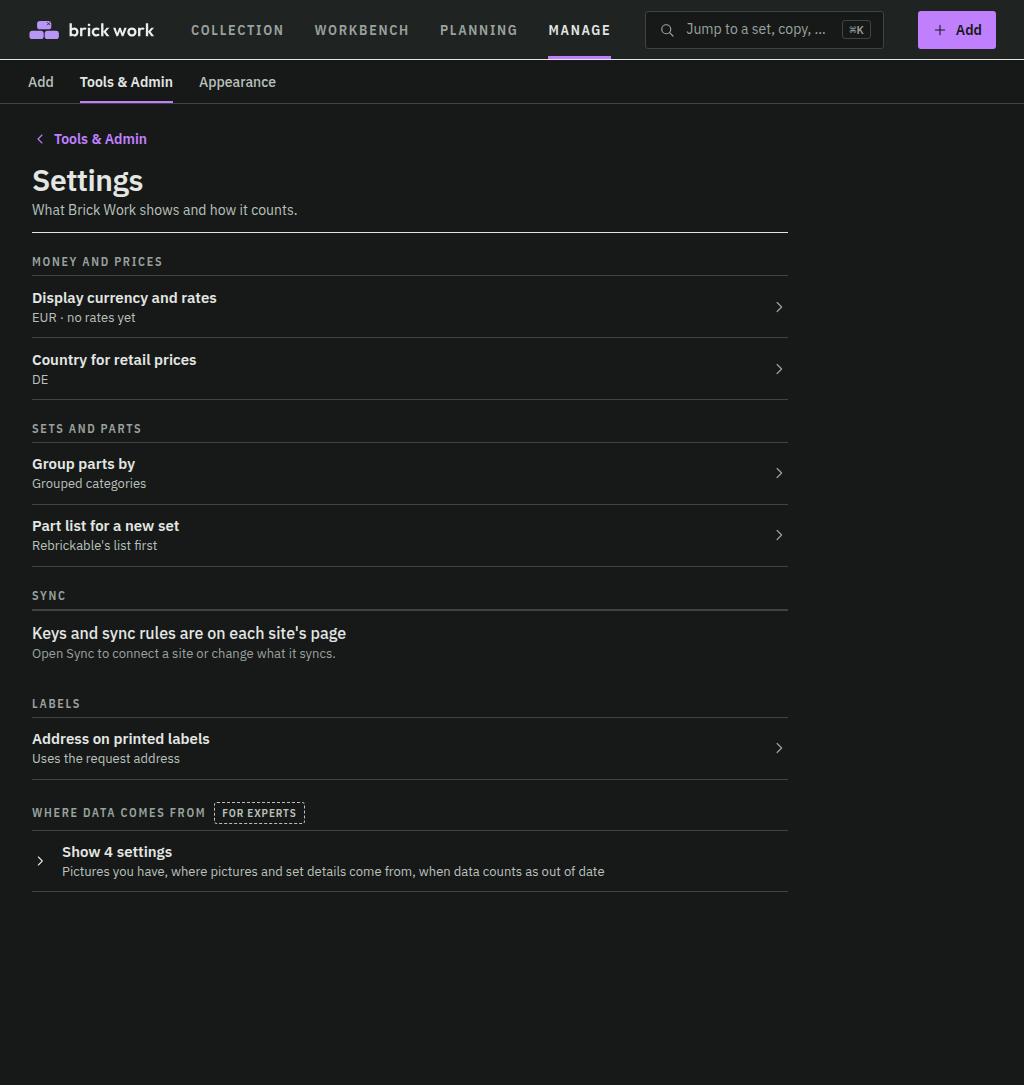 brick work
COLLECTION
WORKBENCH
PLANNING
MANAGE
Jump to a set, copy, ...
⌘K
+ Add
Add
Tools & Admin
Appearance
Tools & Admin
Settings
What Brick Work shows and how it counts.
MONEY AND PRICES
Display currency and rates
EUR · no rates yet
Country for retail prices
DE
SETS AND PARTS
Group parts by
Grouped categories
Part list for a new set
Rebrickable's list first
SYNC
Keys and sync rules are on each site's page
Open Sync to connect a site or change what it syncs.
LABELS
Address on printed labels
Uses the request address
WHERE DATA COMES FROM FOR EXPERTS
Show 4 settings
Pictures you have, where pictures and set details come from, when data counts as out of date